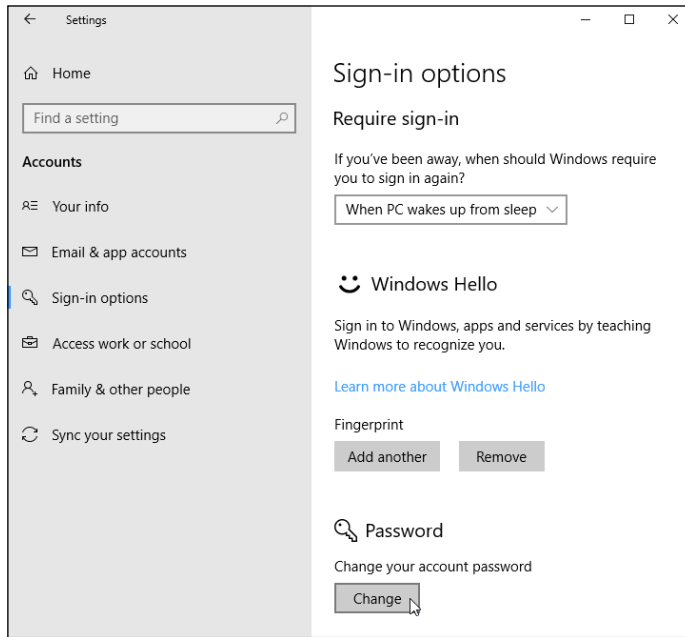 Settings
Home
Find a setting
Accounts
Your info
Email & app accounts
Sign-in options
Access work or school
Family & other people
Sync your settings
Sign-in options
Require sign-in
If you've been away, when should Windows require
you to sign in again?
When PC wakes up from sleep
Windows Hello
Sign in to Windows, apps and services by teaching
Windows to recognize you.
Learn more about Windows Hello
Fingerprint
Add another
Remove
Password
Change your account password
Change